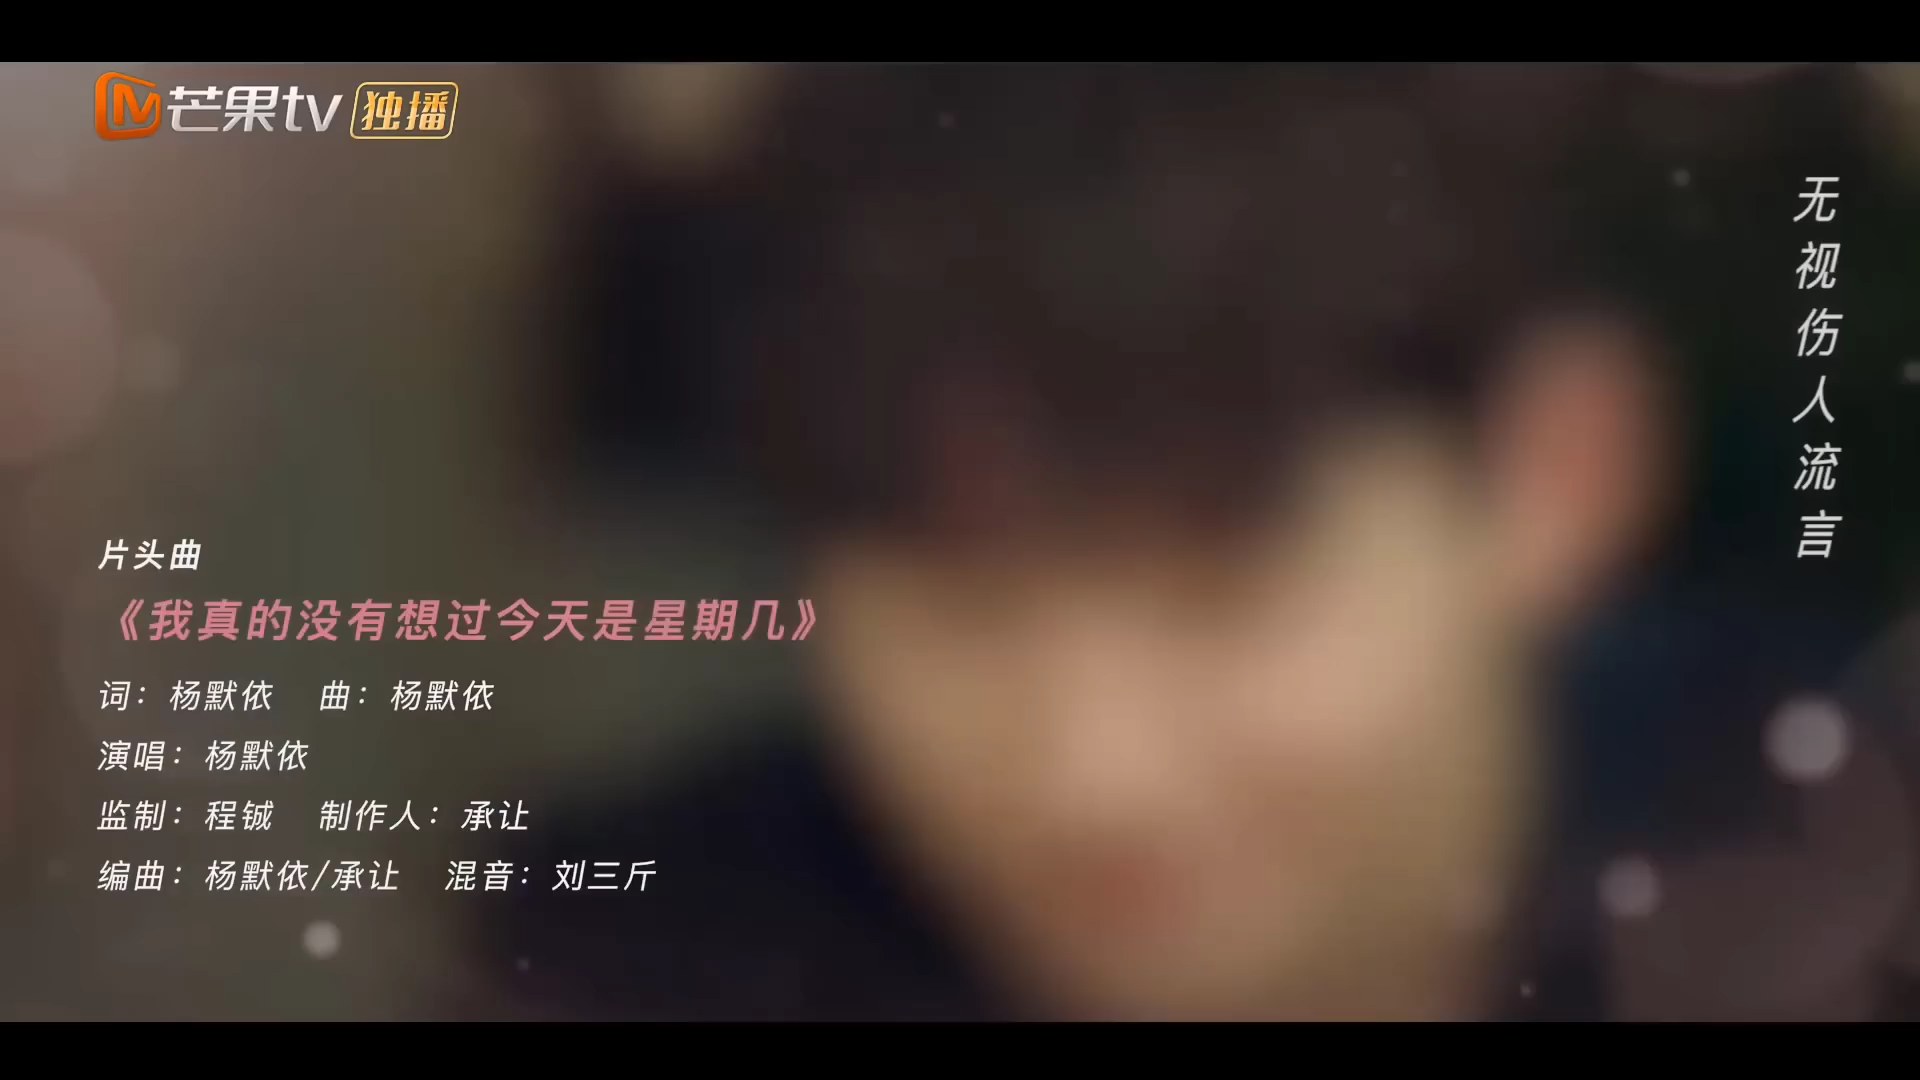 芒果tv 独播
无视伤人流言
片头曲
《我真的没有想过今天是星期几》
词：杨默依 曲：杨默依
演唱：杨默依
监制：程铖 制作人：承让
编曲：杨默依/承让 混音：刘三斤